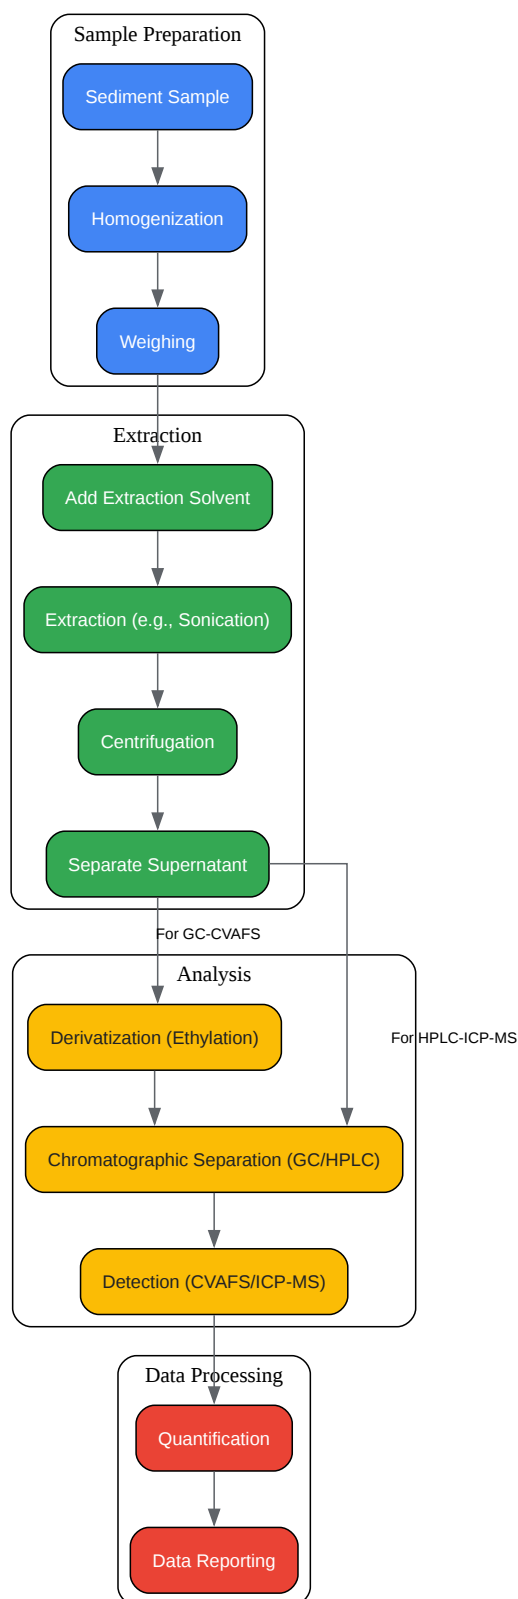 Sample Preparation
Sediment Sample
Homogenization
Weighing
Extraction
Add Extraction Solvent
Extraction (e.g., Sonication)
Centrifugation
Separate Supernatant
For GC-CVAFS
Analysis
Derivatization (Ethylation)
For HPLC-ICP-MS
Chromatographic Separation (GC/HPLC)
Detection (CVAFS/ICP-MS)
Data Processing
Quantification
Data Reporting